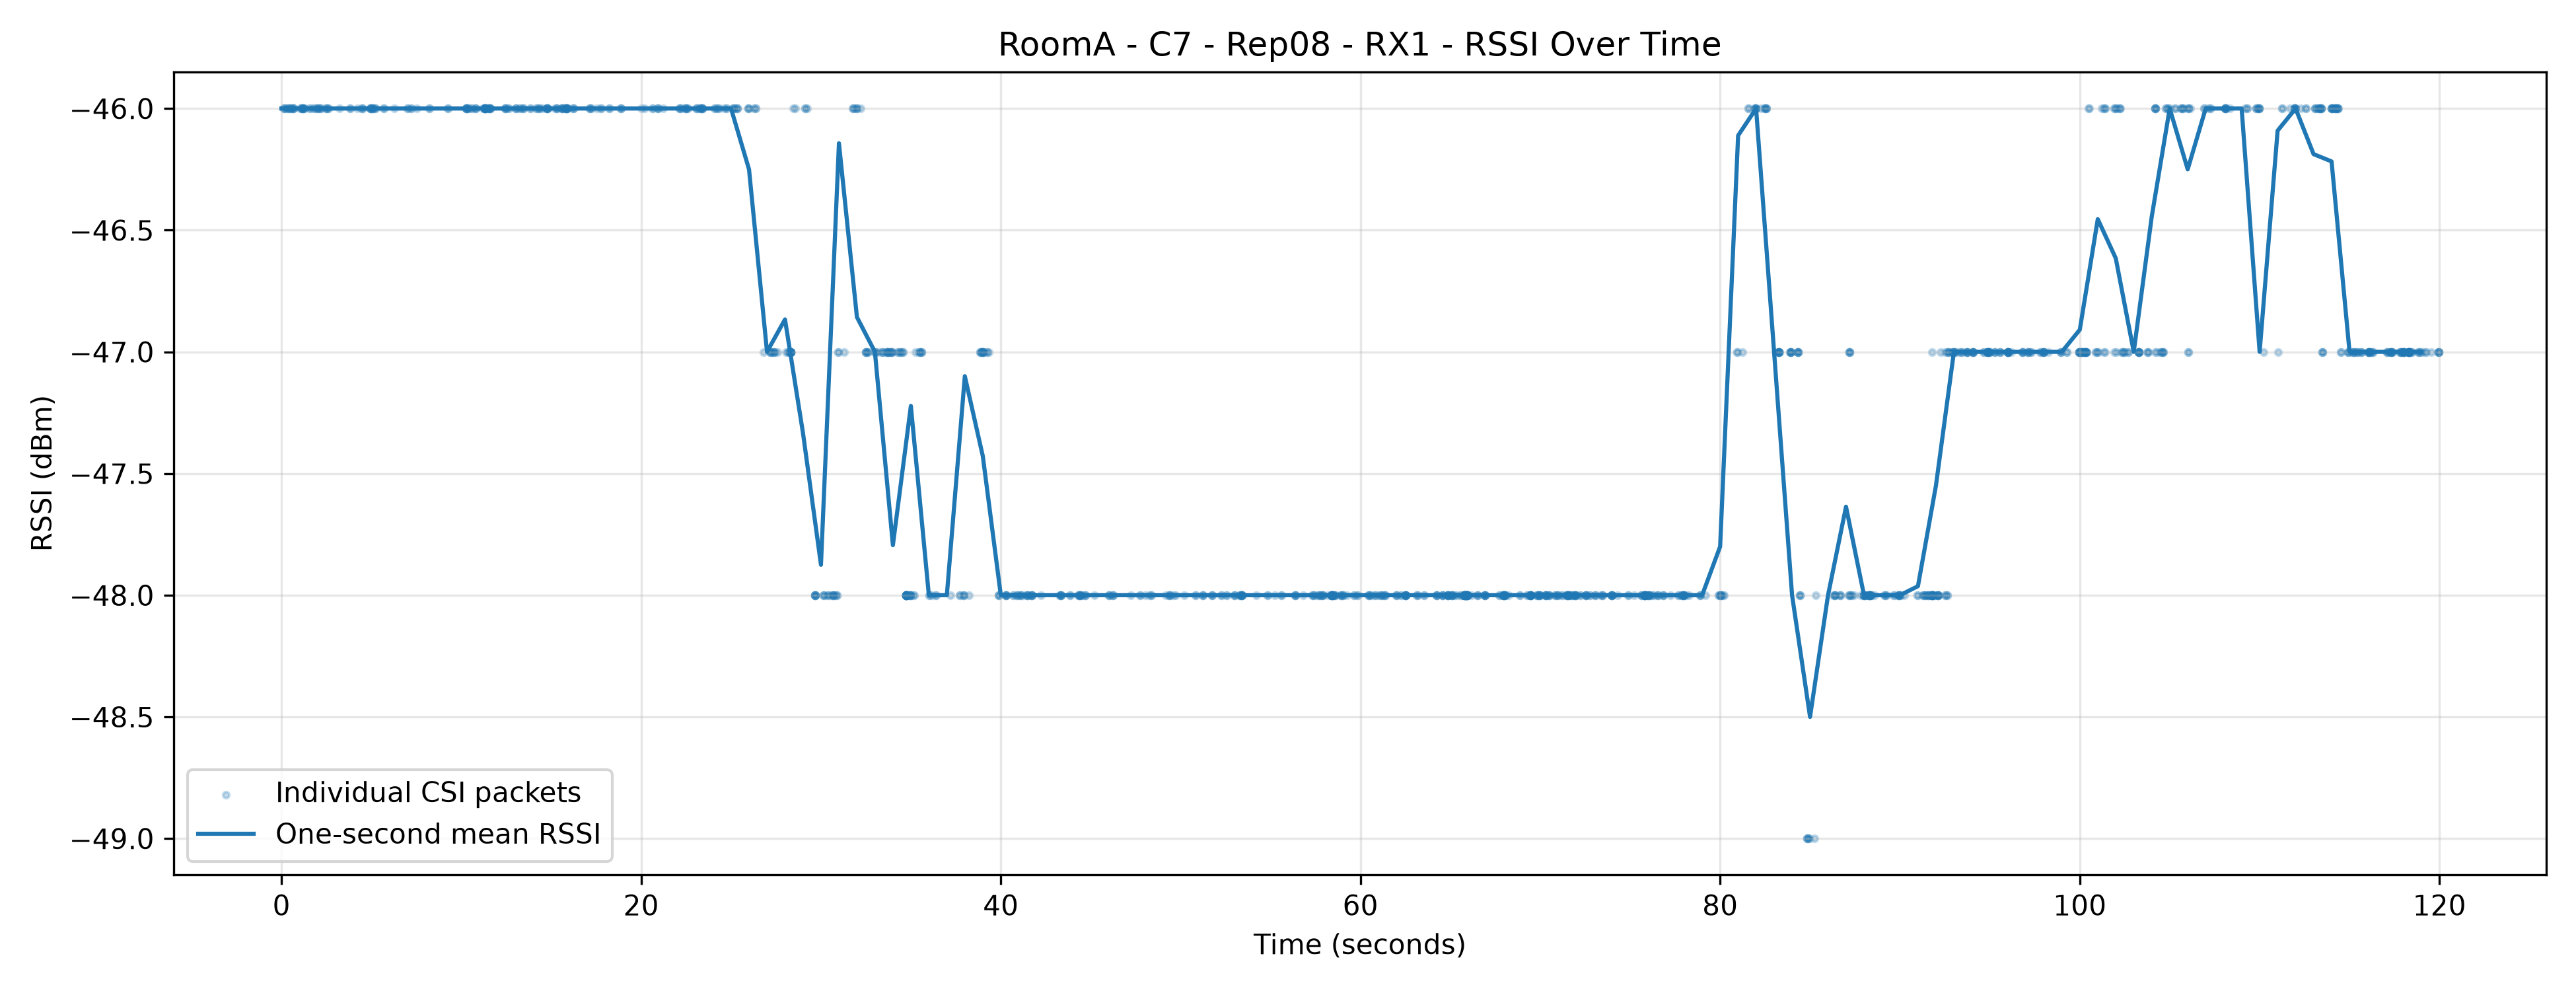 RoomA - C7 - Rep08 - RX1 - RSSI Over Time
RSSI (dBm)
−46.0
−46.5
−47.0
−47.5
−48.0
−48.5
−49.0
Individual CSI packets
One-second mean RSSI
0 20 40 60 80 100 120
Time (seconds)